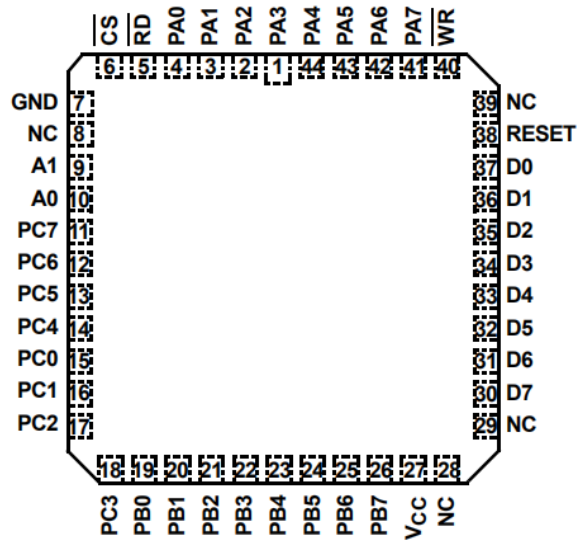 CS RD PA0 PA1 PA2 PA3 PA4 PA5 PA6 PA7 WR
6 5 4 3 2 1 44 43 42 41 40
GND 7 39 NC
NC 8 38 RESET
A1 9 37 D0
A0 10 36 D1
PC7 11 35 D2
PC6 12 34 D3
PC5 13 33 D4
PC4 14 32 D5
PC0 15 31 D6
PC1 16 30 D7
PC2 17 29 NC
18 19 20 21 22 23 24 25 26 27 28
PC3 PB0 PB1 PB2 PB3 PB4 PB5 PB6 PB7 VCC NC